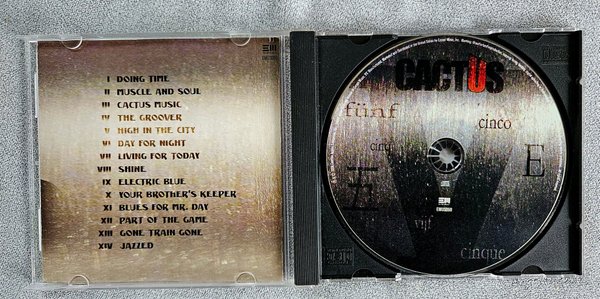 I DOING TIME
II MUSCLE AND SOUL
III CACTUS MUSIC
IV THE GROOVER
V HIGH IN THE CITY
VI DAY FOR NIGHT
VII LIVING FOR TODAY
VIII SHINE
IX ELECTRIC BLUE
X YOUR BROTHER'S KEEPER
XI BLUES FOR MR. DAY
XII PART OF THE GAME
XIII GONE TRAIN GONE
XIV JAZZED
CACTUS
fünf
cinco
cinq
E
五
V
cinque